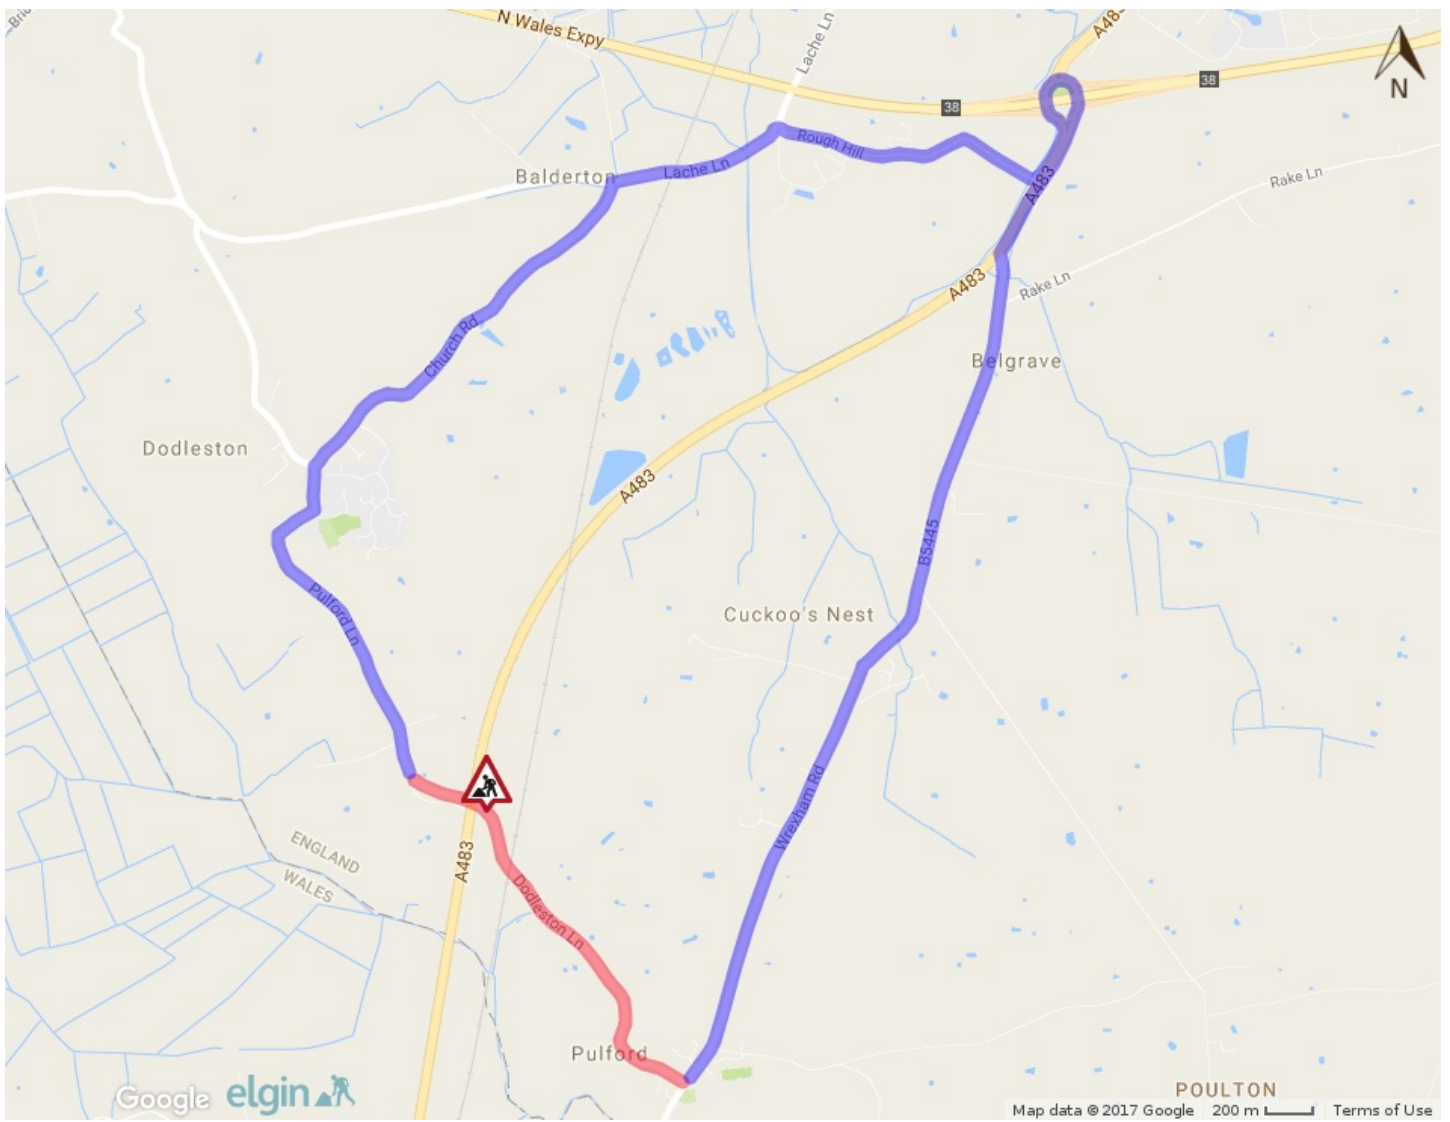 Bri
N Wales Expy
Lache Ln
A483
38
38
N
Rough Hill
Lache Ln
Balderton
A483
Rake Ln
A483
Rake Ln
Church Rd
Belgrave
Dodleston
A483
B5445
Pulford Ln
Cuckoo's Nest
Wrexham Rd
ENGLAND
WALES
A483
Dodleston Ln
Pulford
Google
elgin
POULTON
Map data © 2017 Google 200 m Terms of Use